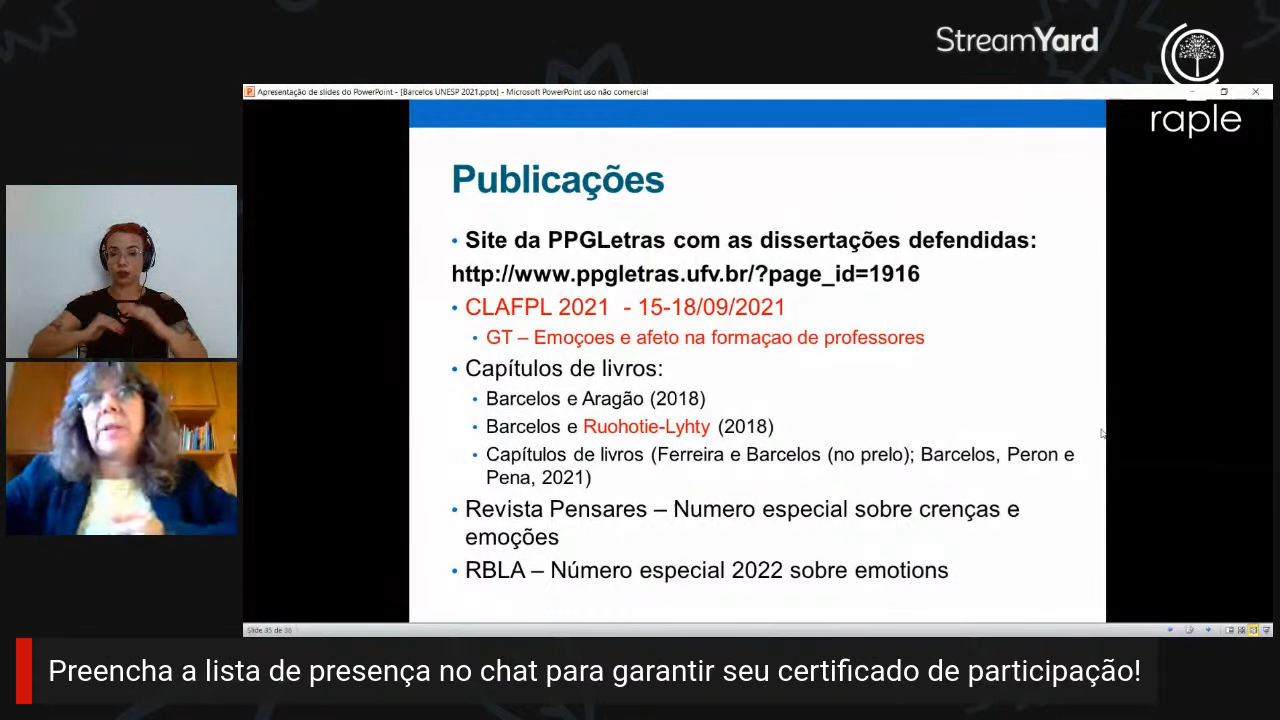 StreamYard
raple
Apresentação de slides do PowerPoint - [Barcelos UNESP 2021.pptx] - Microsoft PowerPoint uso não comercial
Publicações
• Site da PPGLetras com as dissertações defendidas:
http://www.ppgletras.ufv.br/?page_id=1916
• CLAFPL 2021 - 15-18/09/2021
• GT – Emoçoes e afeto na formaçao de professores
• Capítulos de livros:
• Barcelos e Aragão (2018)
• Barcelos e Ruohotie-Lyhty (2018)
• Capítulos de livros (Ferreira e Barcelos (no prelo); Barcelos, Peron e
Pena, 2021)
• Revista Pensares – Numero especial sobre crenças e
emoções
• RBLA – Número especial 2022 sobre emotions
Slide 35 de 36
Preencha a lista de presença no chat para garantir seu certificado de participação!